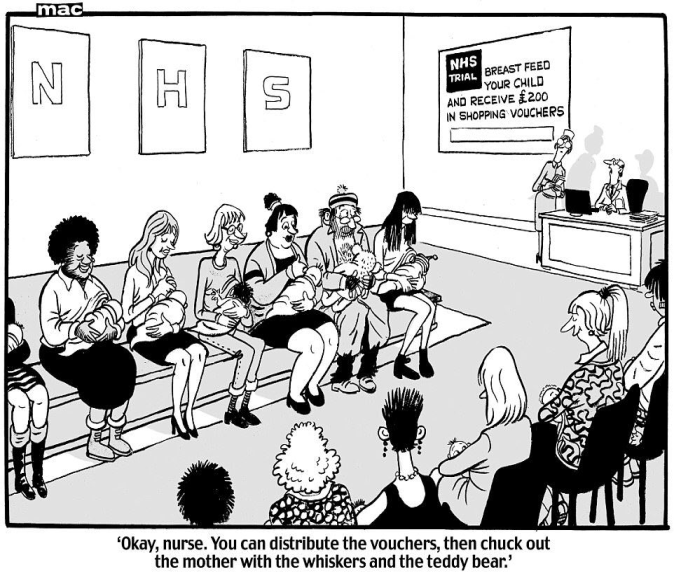 mac
N H S
NHS
TRIAL
BREAST FEED
YOUR CHILD
AND RECEIVE £200
IN SHOPPING VOUCHERS
‘Okay, nurse. You can distribute the vouchers, then chuck out
the mother with the whiskers and the teddy bear.’